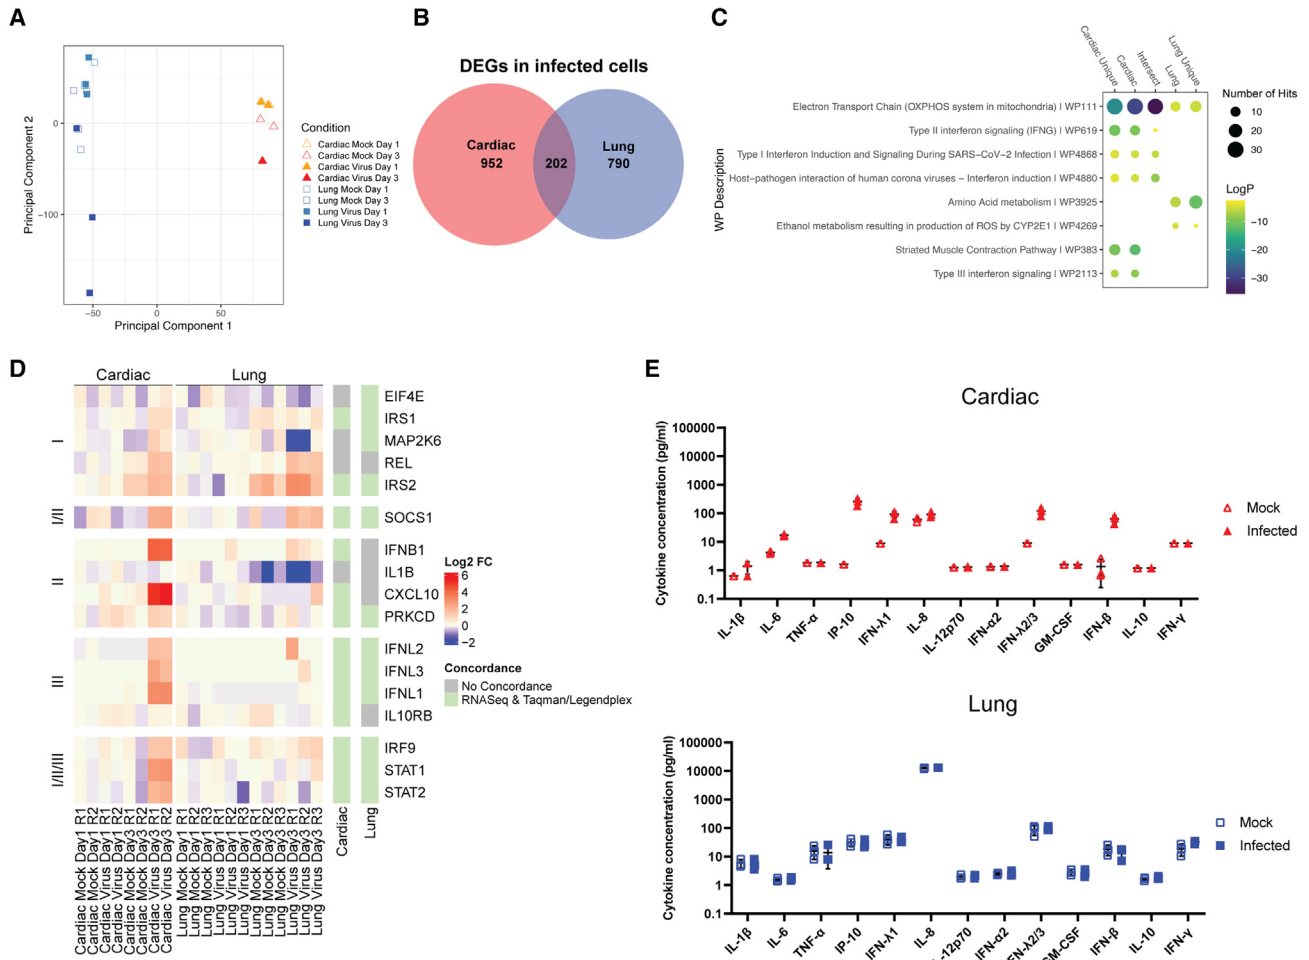 A
Principal Component 2
0
−100
−50
0
50
Principal Component 1
Condition
Cardiac Mock Day 1
Cardiac Mock Day 3
Cardiac Virus Day 1
Cardiac Virus Day 3
Lung Mock Day 1
Lung Mock Day 3
Lung Virus Day 1
Lung Virus Day 3
B
DEGs in infected cells
Cardiac
952
202
Lung
790
C
Cardiac Unique
Cardiac
Intersect
Lung
Lung Unique
WP Description
Electron Transport Chain (OXPHOS system in mitochondria) | WP111
Type II interferon signaling (IFNG) | WP619
Type I Interferon Induction and Signaling During SARS−CoV−2 Infection | WP4868
Host−pathogen interaction of human corona viruses − Interferon induction | WP4880
Amino Acid metabolism | WP3925
Ethanol metabolism resulting in production of ROS by CYP2E1 | WP4269
Striated Muscle Contraction Pathway | WP383
Type III interferon signaling | WP2113
Number of Hits
10
20
30
LogP
−10
−20
−30
D
Cardiac
Lung
I
EIF4E
IRS1
MAP2K6
REL
IRS2
I/II
SOCS1
II
IFNB1
IL1B
CXCL10
PRKCD
III
IFNL2
IFNL3
IFNL1
IL10RB
I/II/III
IRF9
STAT1
STAT2
Cardiac Mock Day1 R1
Cardiac Mock Day1 R2
Cardiac Virus Day1 R1
Cardiac Virus Day1 R2
Cardiac Mock Day3 R1
Cardiac Mock Day3 R2
Cardiac Virus Day3 R1
Cardiac Virus Day3 R2
Lung Mock Day1 R1
Lung Mock Day1 R2
Lung Mock Day1 R3
Lung Virus Day1 R1
Lung Virus Day1 R2
Lung Virus Day1 R3
Lung Mock Day3 R1
Lung Mock Day3 R2
Lung Mock Day3 R3
Lung Virus Day3 R1
Lung Virus Day3 R2
Lung Virus Day3 R3
Cardiac
Lung
Log2 FC
6
4
2
0
−2
Concordance
No Concordance
RNASeq & Taqman/Legendplex
E
Cardiac
Cytokine concentration (pg/ml)
100000
10000
1000
100
10
1
0.1
IL-1β
IL-6
TNF-α
IP-10
IFN-λ1
IL-8
IL-12p70
IFN-α2
IFN-λ2/3
GM-CSF
IFN-β
IL-10
IFN-γ
Mock
Infected
Lung
Cytokine concentration (pg/ml)
100000
10000
1000
100
10
1
0.1
IL-1β
IL-6
TNF-α
IP-10
IFN-λ1
IL-8
IL-12p70
IFN-α2
IFN-λ2/3
GM-CSF
IFN-β
IL-10
IFN-γ
Mock
Infected